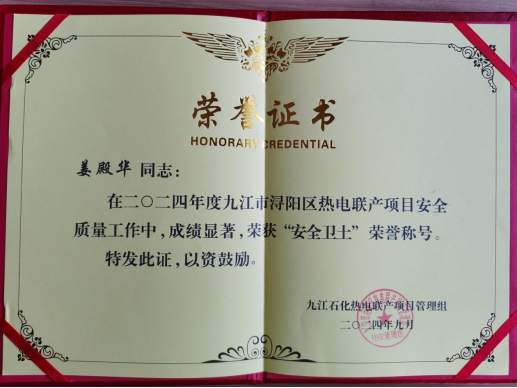 荣誉证书
HONORARY CREDENTIAL
姜殿华 同志:
在二〇二四年度九江市浔阳区热电联产项目安全
质量工作中,成绩显著,荣获“安全卫士”荣誉称号。
特发此证,以资鼓励。
九江石化热电联产项目管理组
二〇二四年九月